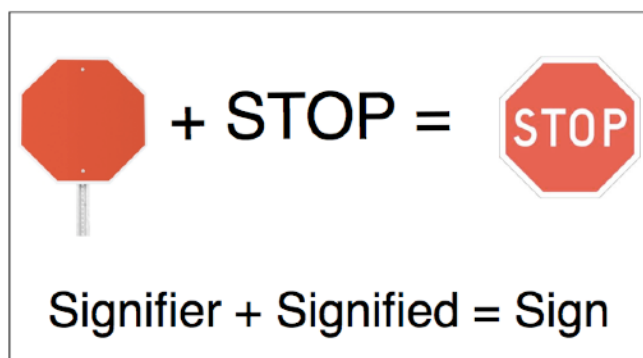 + STOP = STOP
Signifier + Signified = Sign